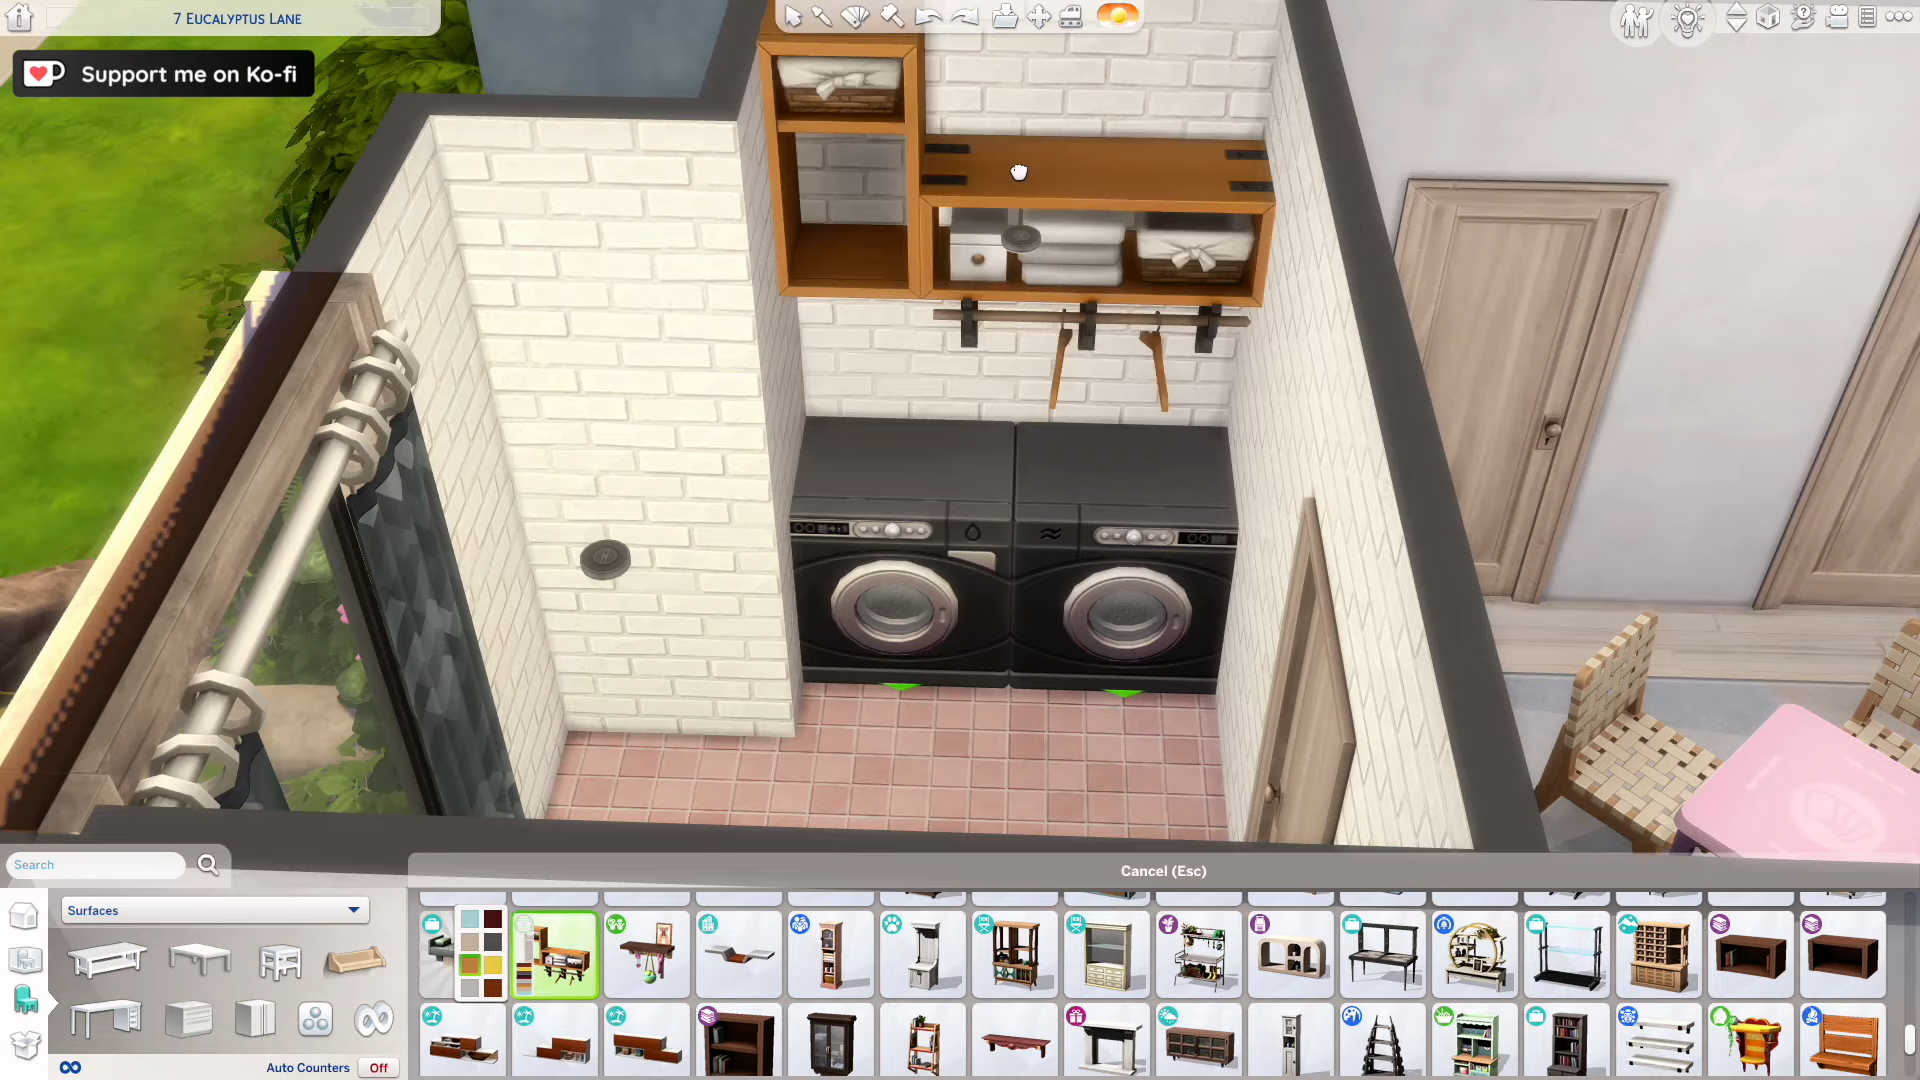 7 EUCALYPTUS LANE
Support me on Ko-fi
Search
Cancel (Esc)
Surfaces
Auto Counters
Off